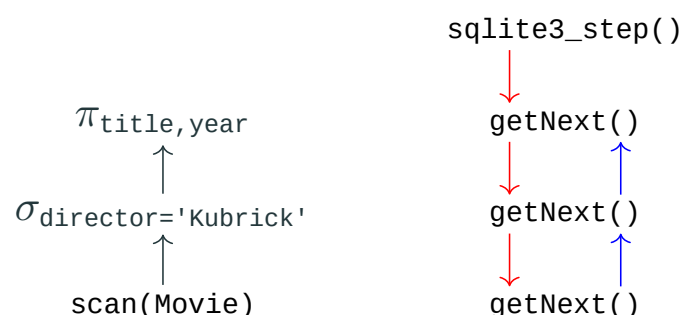 sqlite3_step()
π title,year getNext()
σ director='Kubrick' getNext()
scan(Movie) getNext()